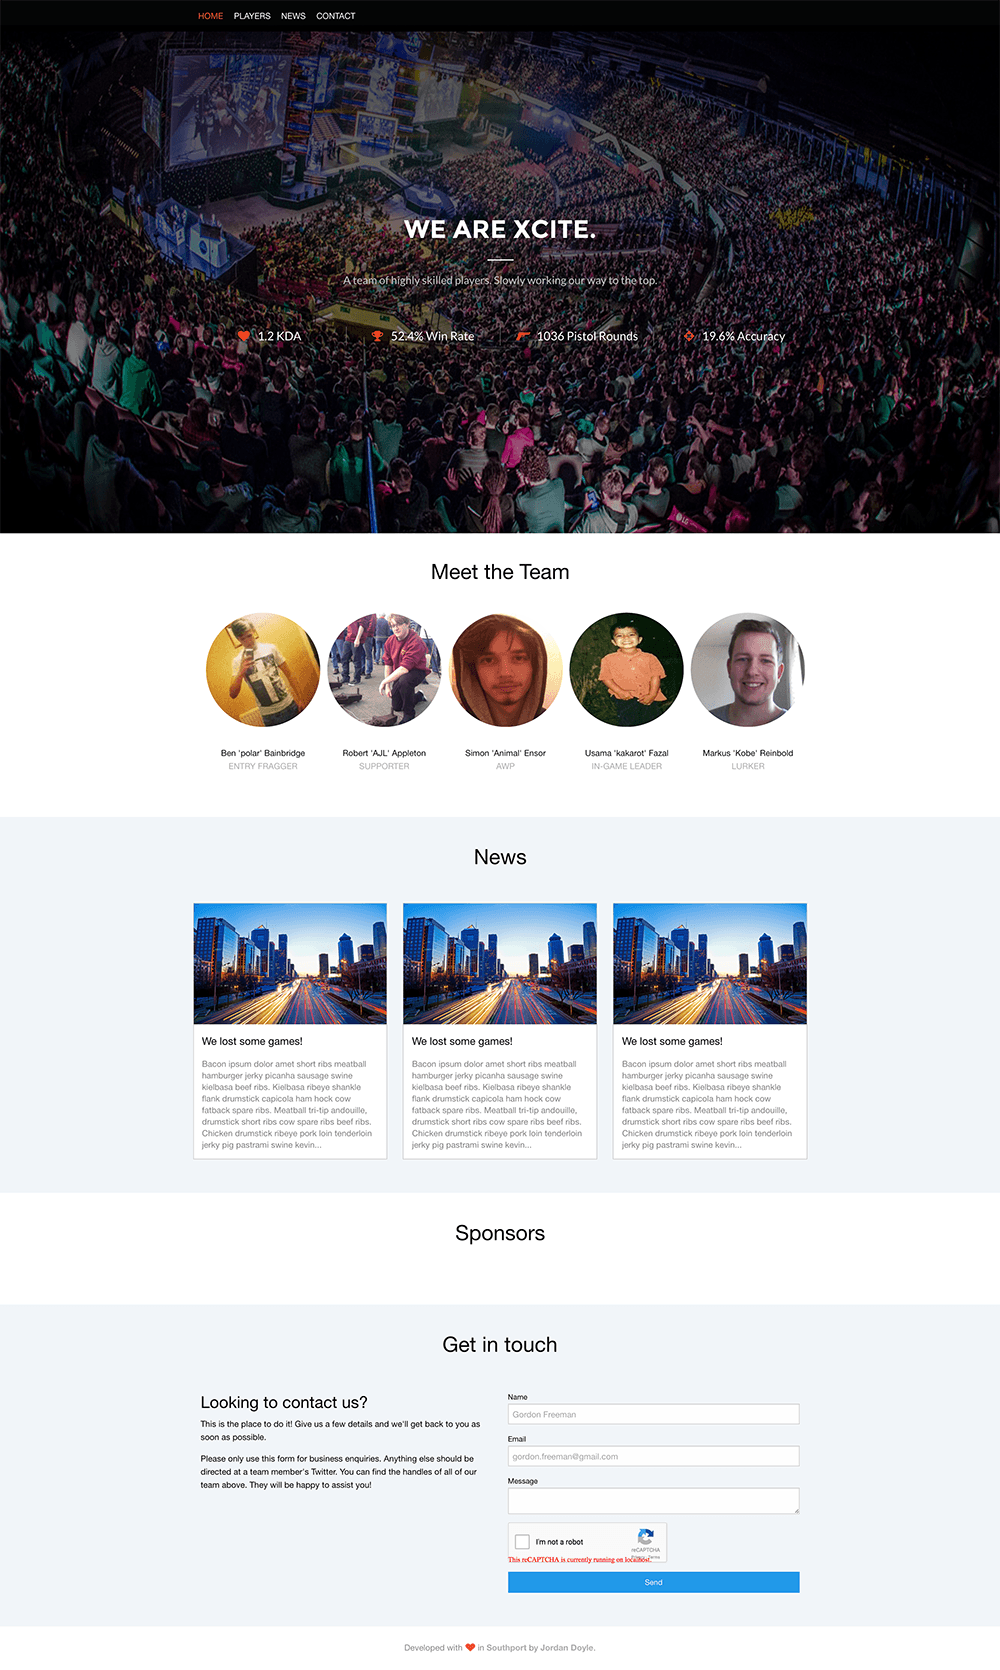 HOME PLAYERS NEWS CONTACT
WE ARE XCITE.
A team of highly skilled players. Slowly working our way to the top.
1.2 KDA 52.4% Win Rate 1036 Pistol Rounds 19.6% Accuracy
Meet the Team
Ben 'polar' Bainbridge
ENTRY FRAGGER
Robert 'AJL' Appleton
SUPPORTER
Simon 'Animal' Ensor
AWP
Usama 'kakarot' Fazal
IN-GAME LEADER
Markus 'Kobe' Reinbold
LURKER
News
We lost some games!
Bacon ipsum dolor amet short ribs meatball
hamburger jerky picanha sausage swine
kielbasa beef ribs. Kielbasa ribeye shankle
flank drumstick capicola ham hock cow
fatback spare ribs. Meatball tri-tip andouille,
drumstick short ribs cow spare ribs beef ribs.
Chicken drumstick ribeye pork loin tenderloin
jerky pig pastrami swine kevin...
We lost some games!
Bacon ipsum dolor amet short ribs meatball
hamburger jerky picanha sausage swine
kielbasa beef ribs. Kielbasa ribeye shankle
flank drumstick capicola ham hock cow
fatback spare ribs. Meatball tri-tip andouille,
drumstick short ribs cow spare ribs beef ribs.
Chicken drumstick ribeye pork loin tenderloin
jerky pig pastrami swine kevin...
We lost some games!
Bacon ipsum dolor amet short ribs meatball
hamburger jerky picanha sausage swine
kielbasa beef ribs. Kielbasa ribeye shankle
flank drumstick capicola ham hock cow
fatback spare ribs. Meatball tri-tip andouille,
drumstick short ribs cow spare ribs beef ribs.
Chicken drumstick ribeye pork loin tenderloin
jerky pig pastrami swine kevin...
Sponsors
Get in touch
Looking to contact us?
This is the place to do it! Give us a few details and we'll get back to you as
soon as possible.
Please only use this form for business enquiries. Anything else should be
directed at a team member's Twitter. You can find the handles of all of our
team above. They will be happy to assist you!
Name
Gordon Freeman
Email
gordon.freeman@gmail.com
Message
I'm not a robot
reCAPTCHA
This reCAPTCHA is currently running on localhost.
Send
Developed with ❤ in Southport by Jordan Doyle.